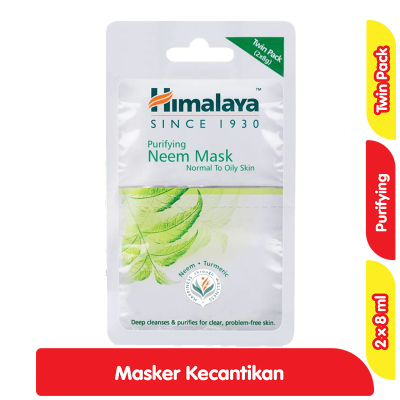 Twin Pack
(2x8g)
Himalaya™
SINCE 1930
Purifying
Neem Mask
Normal To Oily Skin
Neem • Turmeric
Deep cleanses & purifies for clear, problem-free skin.
Twin Pack
Purifying
2 x 8 ml
Masker Kecantikan